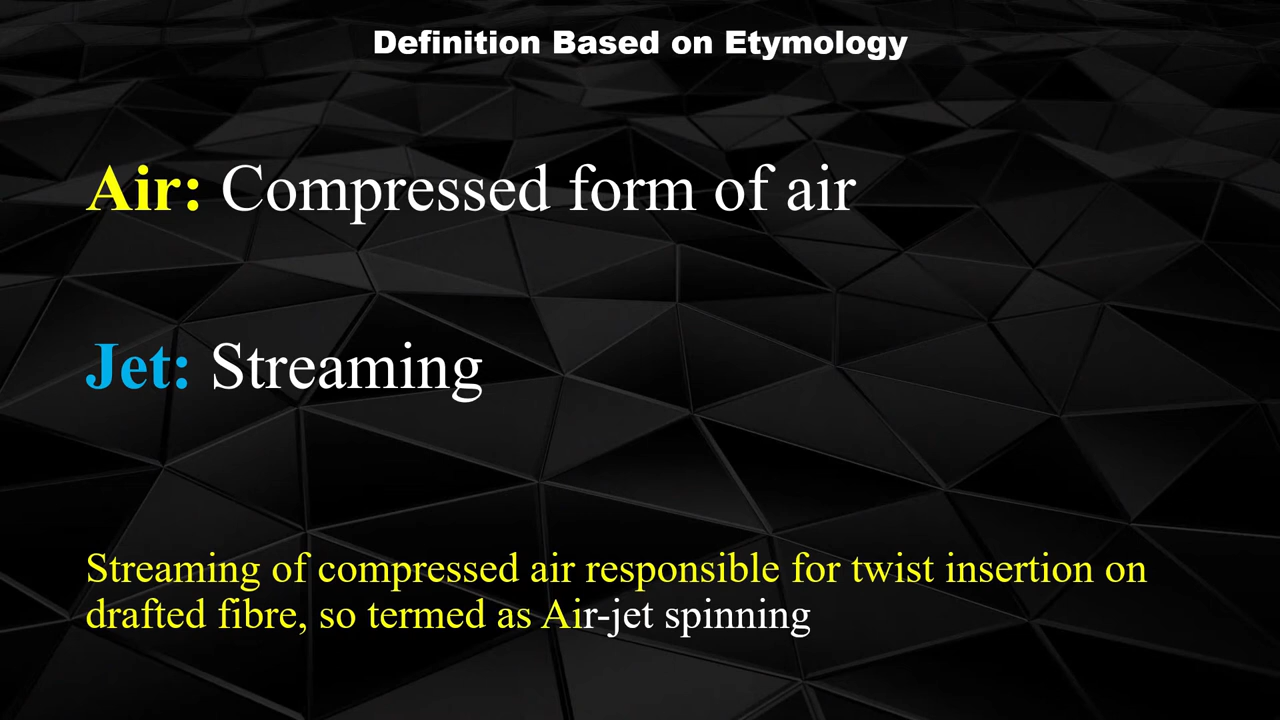 Definition Based on Etymology
Air: Compressed form of air
Jet: Streaming
Streaming of compressed air responsible for twist insertion on
drafted fibre, so termed as Air-jet spinning